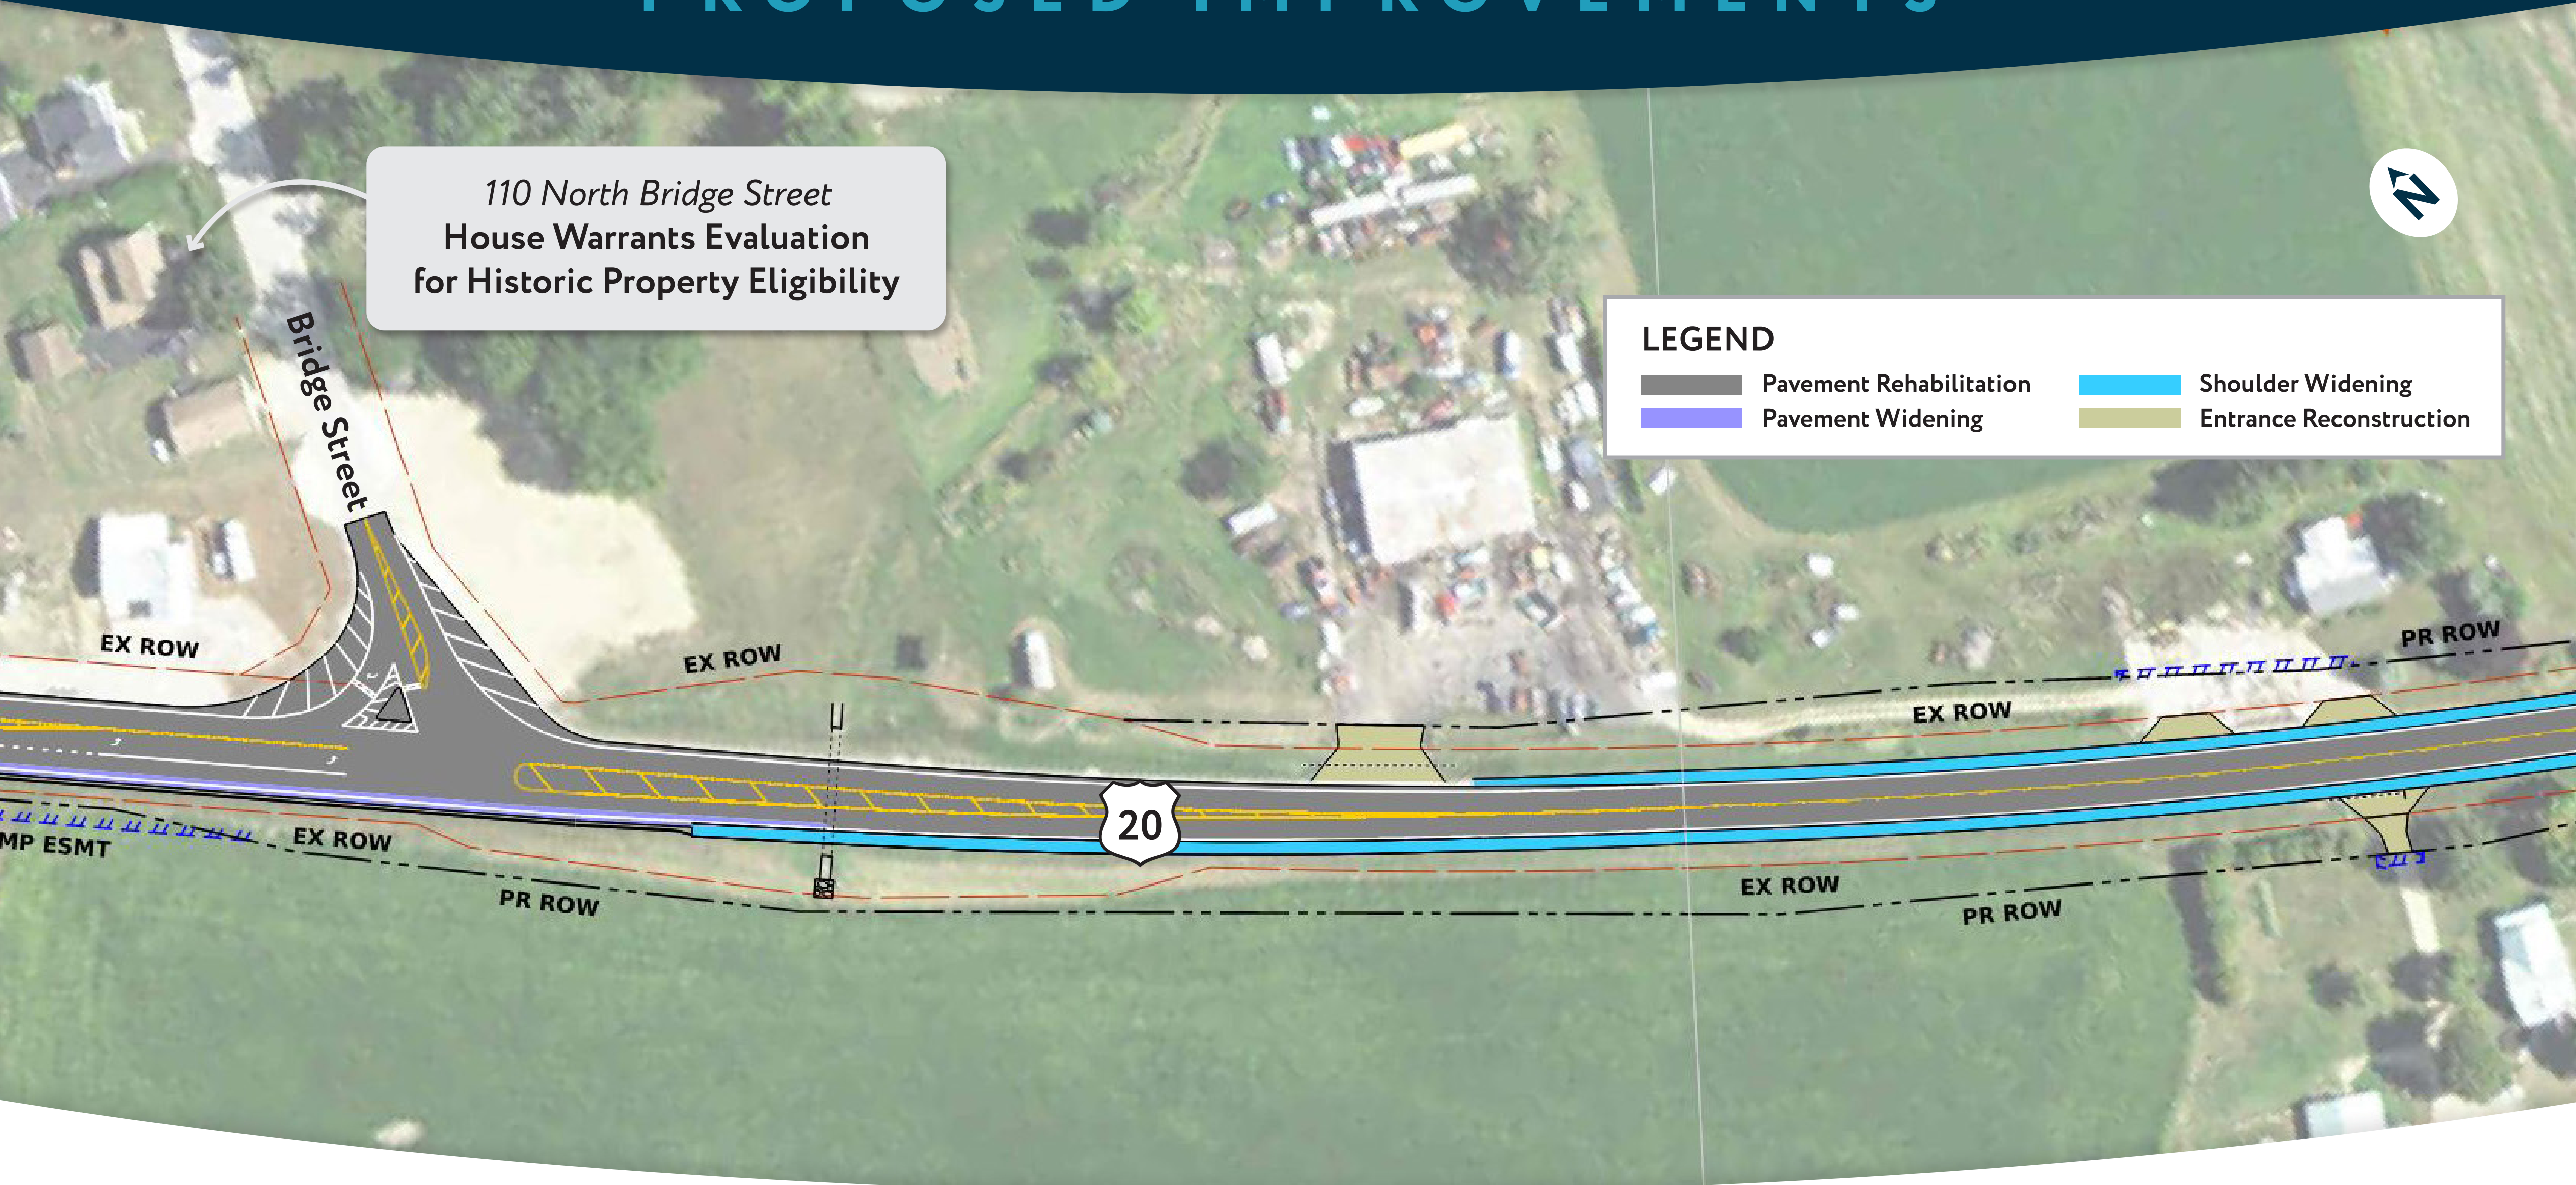 PROPOSED IMPROVEMENTS
110 North Bridge Street
House Warrants Evaluation
for Historic Property Eligibility
N
LEGEND
Pavement Rehabilitation
Shoulder Widening
Pavement Widening
Entrance Reconstruction
Bridge Street
EX ROW
EX ROW
PR ROW
EX ROW
20
MP ESMT
EX ROW
PR ROW
EX ROW
PR ROW